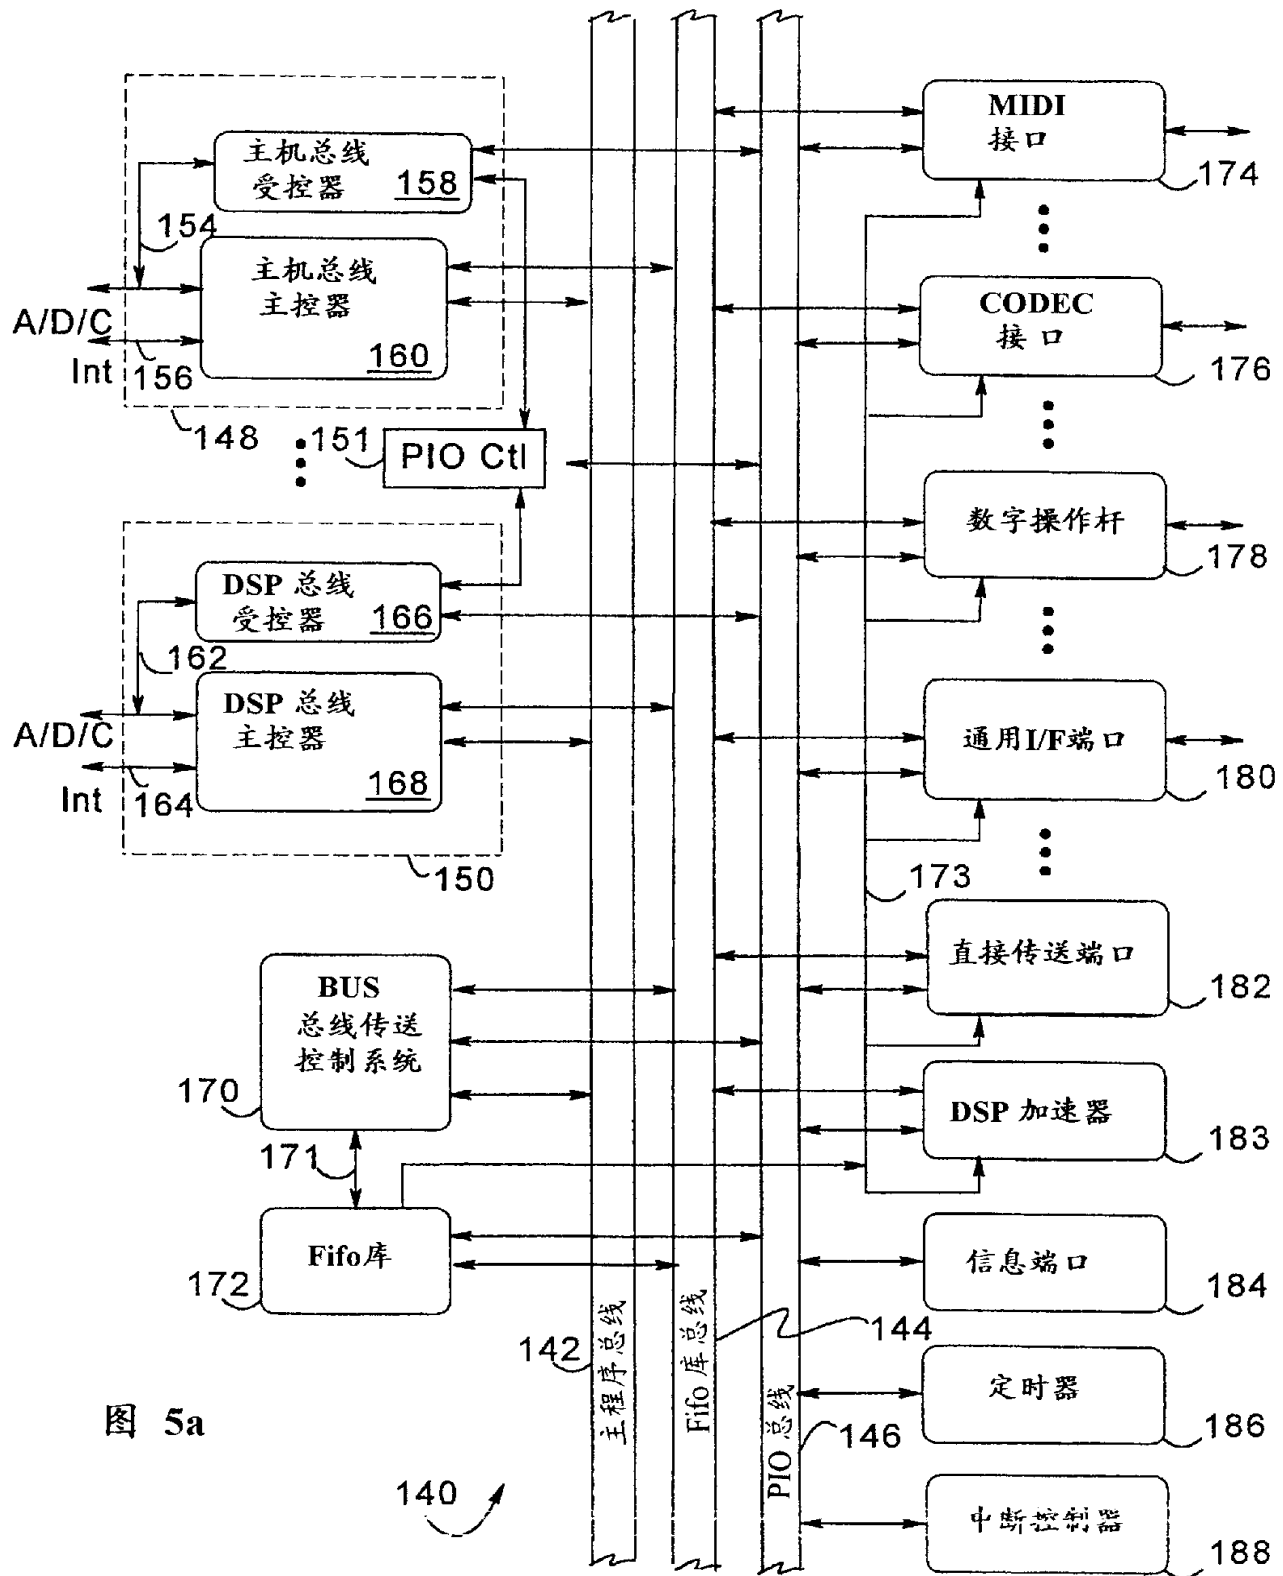 MIDI
接口
174
主机总线
受控器
158
154
主机总线
主控器
160
A/D/C
Int
156
148
CODEC
接口
176
151
PIO Ctl
数字操作杆
178
DSP 总线
受控器
166
162
DSP 总线
主控器
168
A/D/C
Int
164
150
通用I/F端口
180
173
直接传送端口
182
BUS
总线传送
控制系统
170
171
DSP 加速器
183
Fifo库
172
信息端口
184
142
主程序总线
Fifo 库总线
144
PIO 总线
146
定时器
186
中断控制器
188
图 5a
140